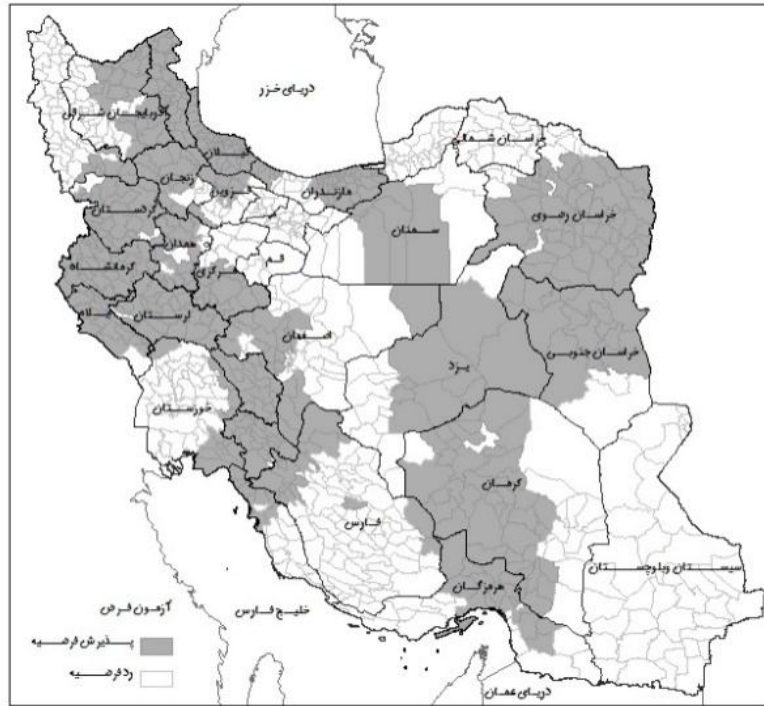 دریای خزر
آذربایجان شرقی
خراسان شمالی
گیلان
زنجان
قزوین
مازندران
خراسان رضوی
کردستان
سمنان
همدان
کرمانشاه
مرکزی
قم
ایلام
لرستان
اصفهان
یزد
خراسان جنوبی
خوزستان
کرمان
فارس
سیستان وبلوچستان
هرمزگان
آزمون فرض
خلیج فارس
پذیرش فرضیه
رد فرضیه
دریای عمان